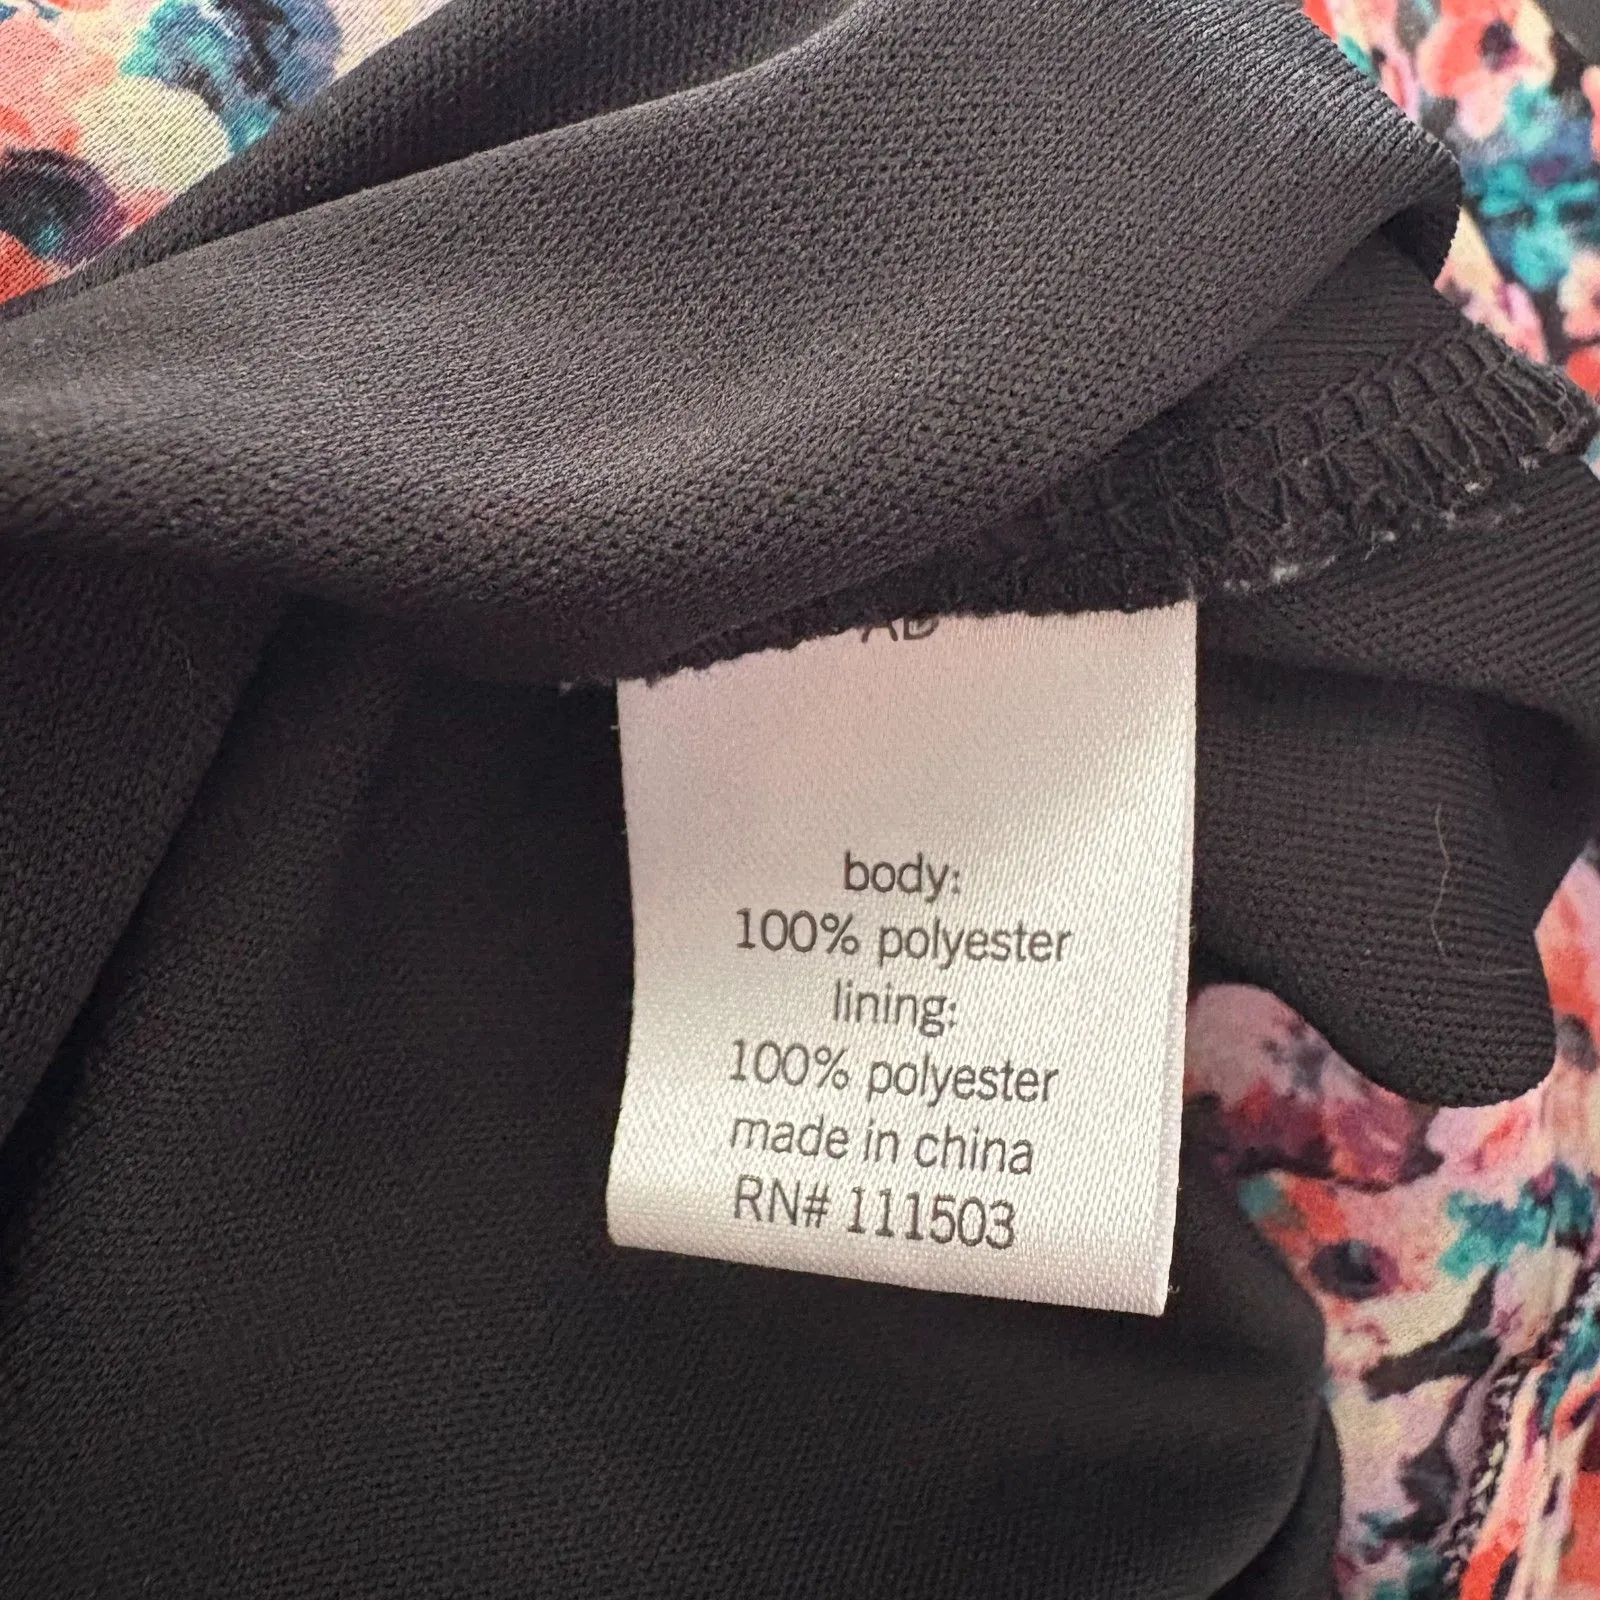 body:
100% polyester
lining:
100% polyester
made in china
RN# 111503